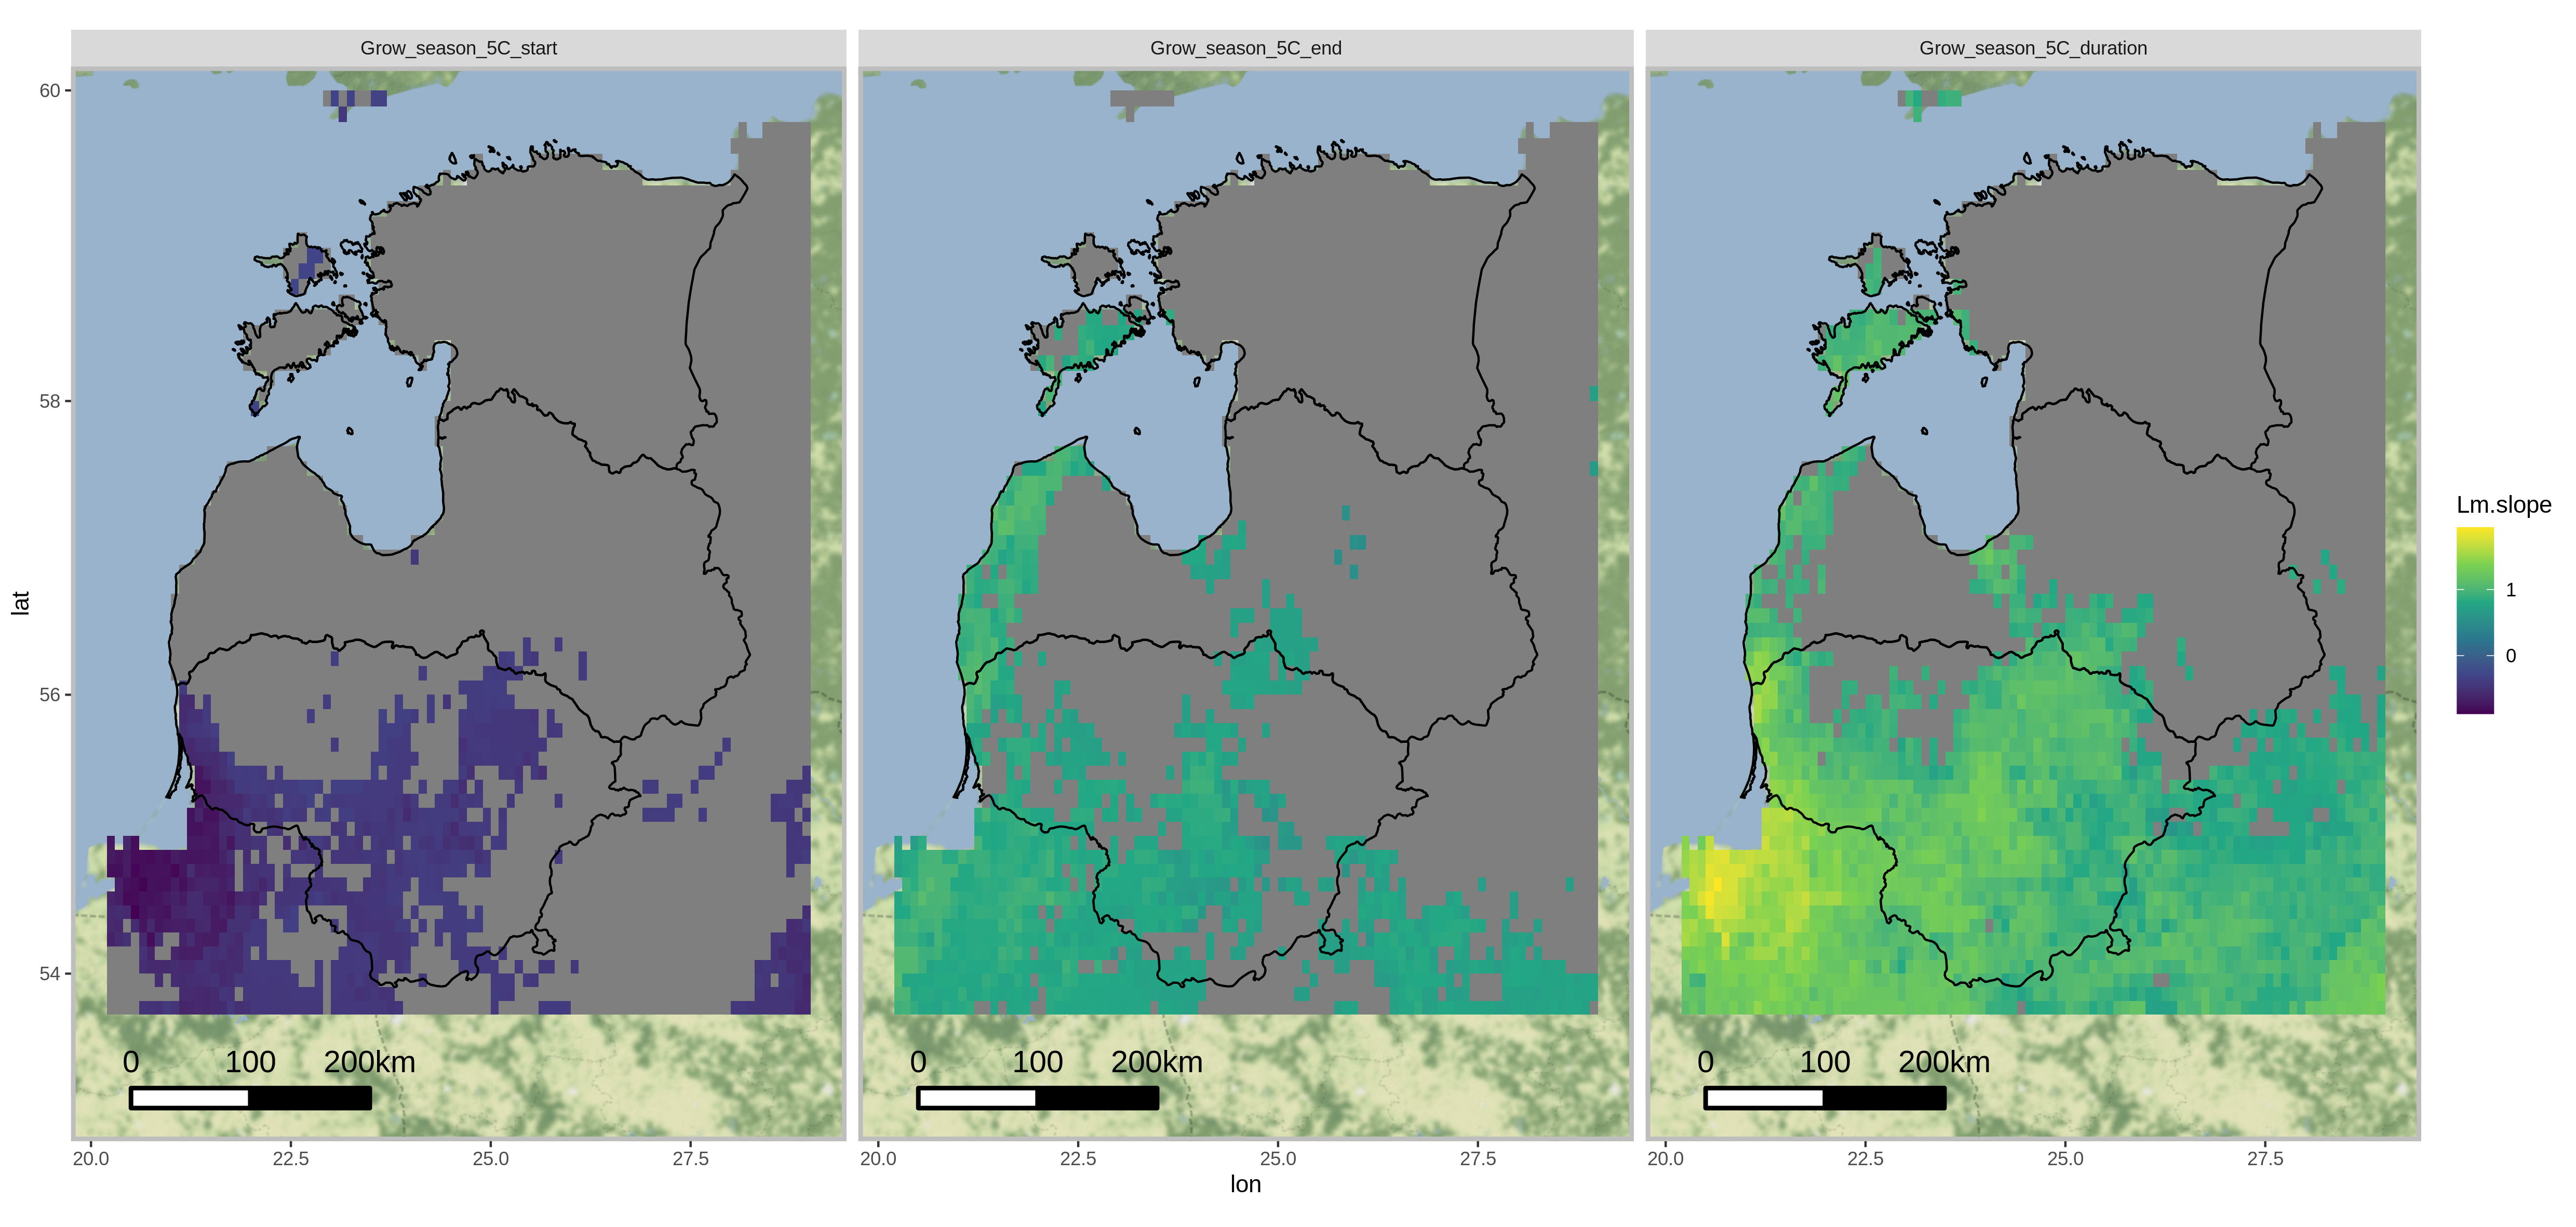 Grow_season_5C_start Grow_season_5C_end Grow_season_5C_duration
60
58
56
54
lat
Lm.slope
1
0
0 100 200km 0 100 200km 0 100 200km
20.0 22.5 25.0 27.5 20.0 22.5 25.0 27.5 20.0 22.5 25.0 27.5
lon